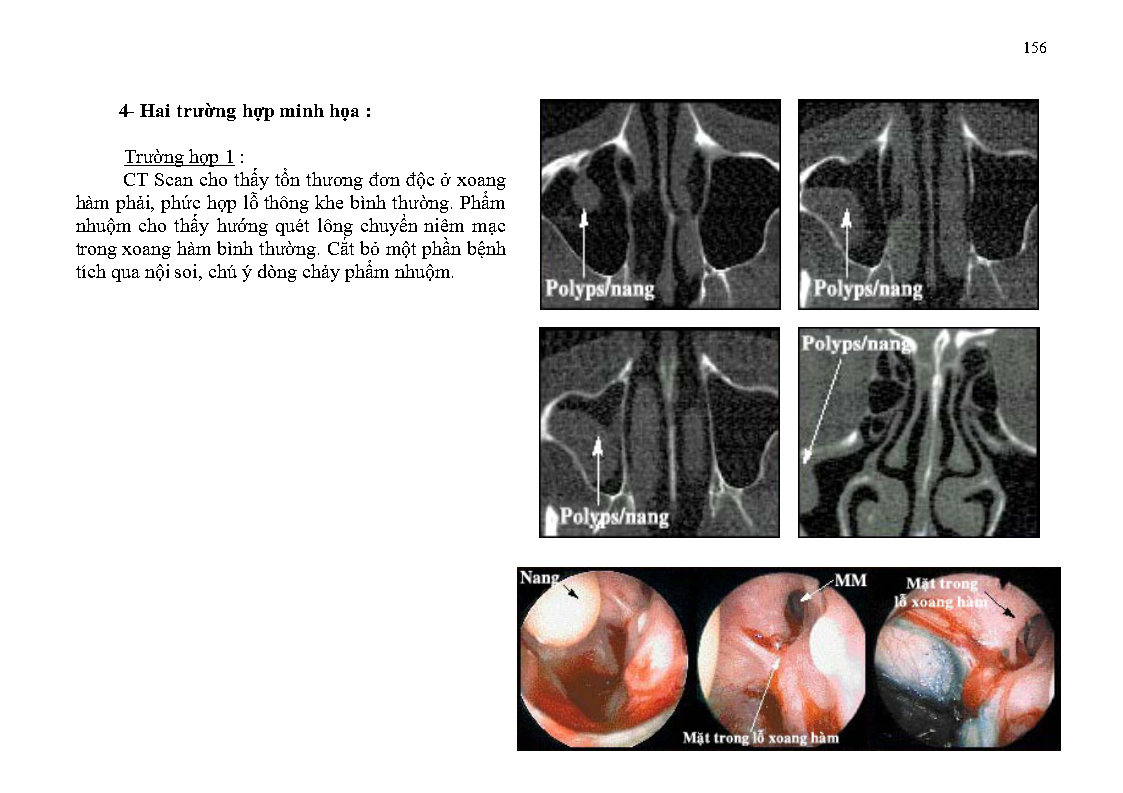 156
4- Hai trường hợp minh họa :
Trường hợp 1 :
CT Scan cho thấy tổn thương đơn độc ở xoang
hàm phải, phức hợp lỗ thông khe bình thường. Phẩm
nhuộm cho thấy hướng quét lông chuyển niêm mạc
trong xoang hàm bình thường. Cắt bỏ một phần bệnh
tích qua nội soi, chú ý dòng chảy phẩm nhuộm.
Polyps/nang
Polyps/nang
Polyps/nang
Polyps/nang
Nang
MM
Mặt trong lỗ xoang hàm
Mặt trong
lỗ xoang hàm